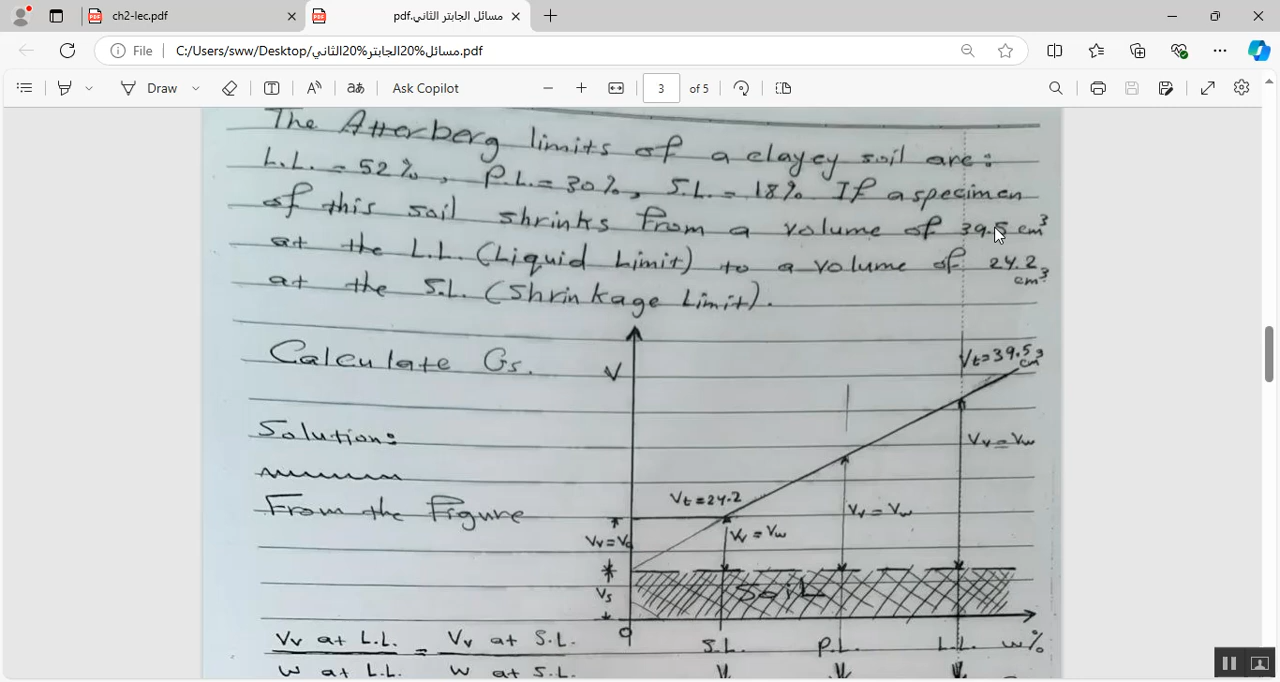 ch2-lec.pdf
مسائل الجابتر الثاني.pdf
File
C:/Users/sww/Desktop/مسائل%20الجابتر%20الثاني.pdf
Draw
Ask Copilot
3 of 5
The Atterberg limits of a clayey soil are:
L.L. = 52%, P.L. = 30%, S.L. = 18% If a specimen
of this soil shrinks from a volume of 39.5 cm³
at the L.L. (Liquid Limit) to a volume of 24.2 cm³
at the S.L. (Shrinkage Limit).
Calculate Gs.
V
Vt=39.5 cm³
Solution:
Vv = Vw
From the Figure
Vt=24.2
Vv = Vw
Vv = Vw
Vs
Soil
0
S.L. P.L. L.L. w%
Vv at L.L. = Vv at S.L.
w at L.L. w at S.L.